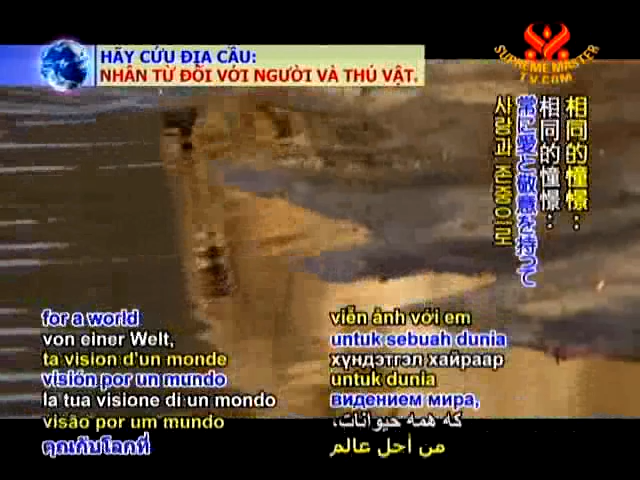 HÃY CỨU ĐỊA CẦU:
NHÂN TỪ ĐỐI VỚI NGƯỜI VÀ THÚ VẬT.
SUPREME MASTER
TV.COM
相同的憧憬：
相同的憧憬：
常に愛と敬意を持って
사랑과 존중으로
for a world
von einer Welt,
ta vision d'un monde
visión por un mundo
la tua visione di un mondo
visão por um mundo
คุณกับโลกที่
viễn ảnh với em
untuk sebuah dunia
хүндэтгэл хайраар
untuk dunia
видением мира,
که همه حیوانات،
من أجل عالم